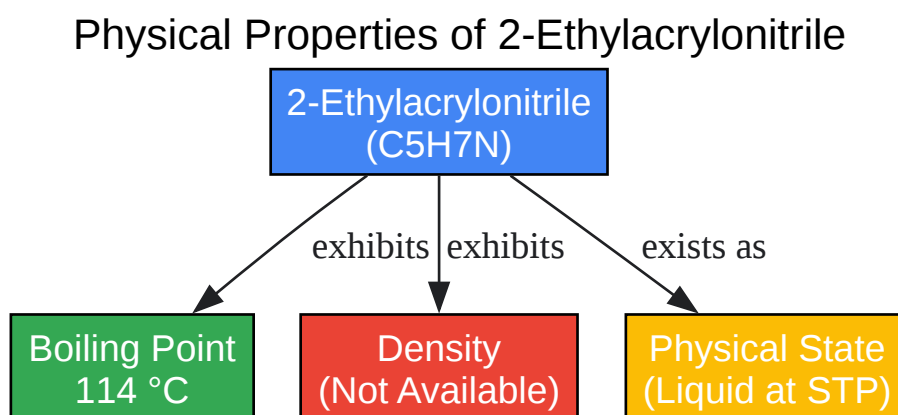 Physical Properties of 2-Ethylacrylonitrile
2-Ethylacrylonitrile
(C5H7N)
exhibits
exhibits
exists as
Boiling Point
114 °C
Density
(Not Available)
Physical State
(Liquid at STP)